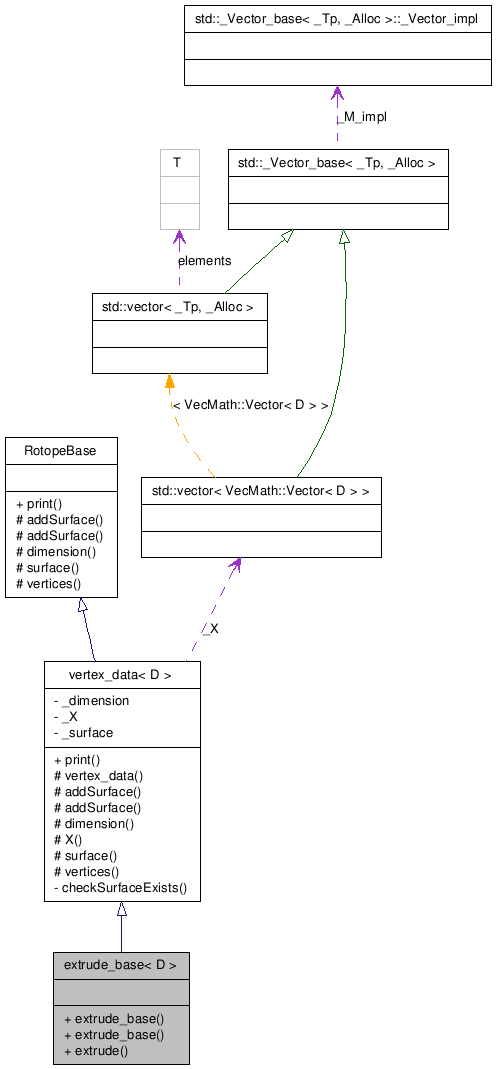 std::_Vector_base< _Tp, _Alloc >::_Vector_impl
_M_impl
T
std::_Vector_base< _Tp, _Alloc >
elements
std::vector< _Tp, _Alloc >
< VecMath::Vector< D > >
RotopeBase
+ print()
# addSurface()
# addSurface()
# dimension()
# surface()
# vertices()
std::vector< VecMath::Vector< D > >
_X
vertex_data< D >
- _dimension
- _X
- _surface
+ print()
# vertex_data()
# addSurface()
# addSurface()
# dimension()
# X()
# surface()
# vertices()
- checkSurfaceExists()
extrude_base< D >
+ extrude_base()
+ extrude_base()
+ extrude()